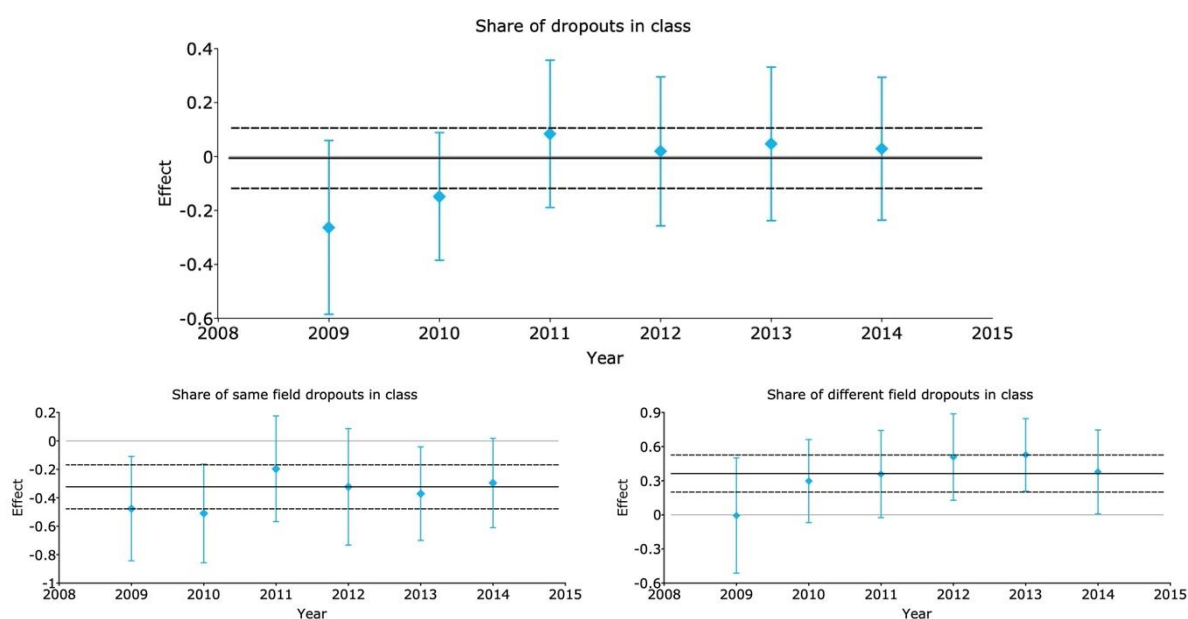 Share of dropouts in class
0.4
0.2
0
-0.2
-0.4
-0.6
Effect
2008 2009 2010 2011 2012 2013 2014 2015
Year
Share of same field dropouts in class
0.2
0
-0.2
-0.4
-0.6
-0.8
-1
Effect
2008 2009 2010 2011 2012 2013 2014 2015
Year
Share of different field dropouts in class
0.9
0.6
0.3
0
-0.3
-0.6
Effect
2008 2009 2010 2011 2012 2013 2014 2015
Year